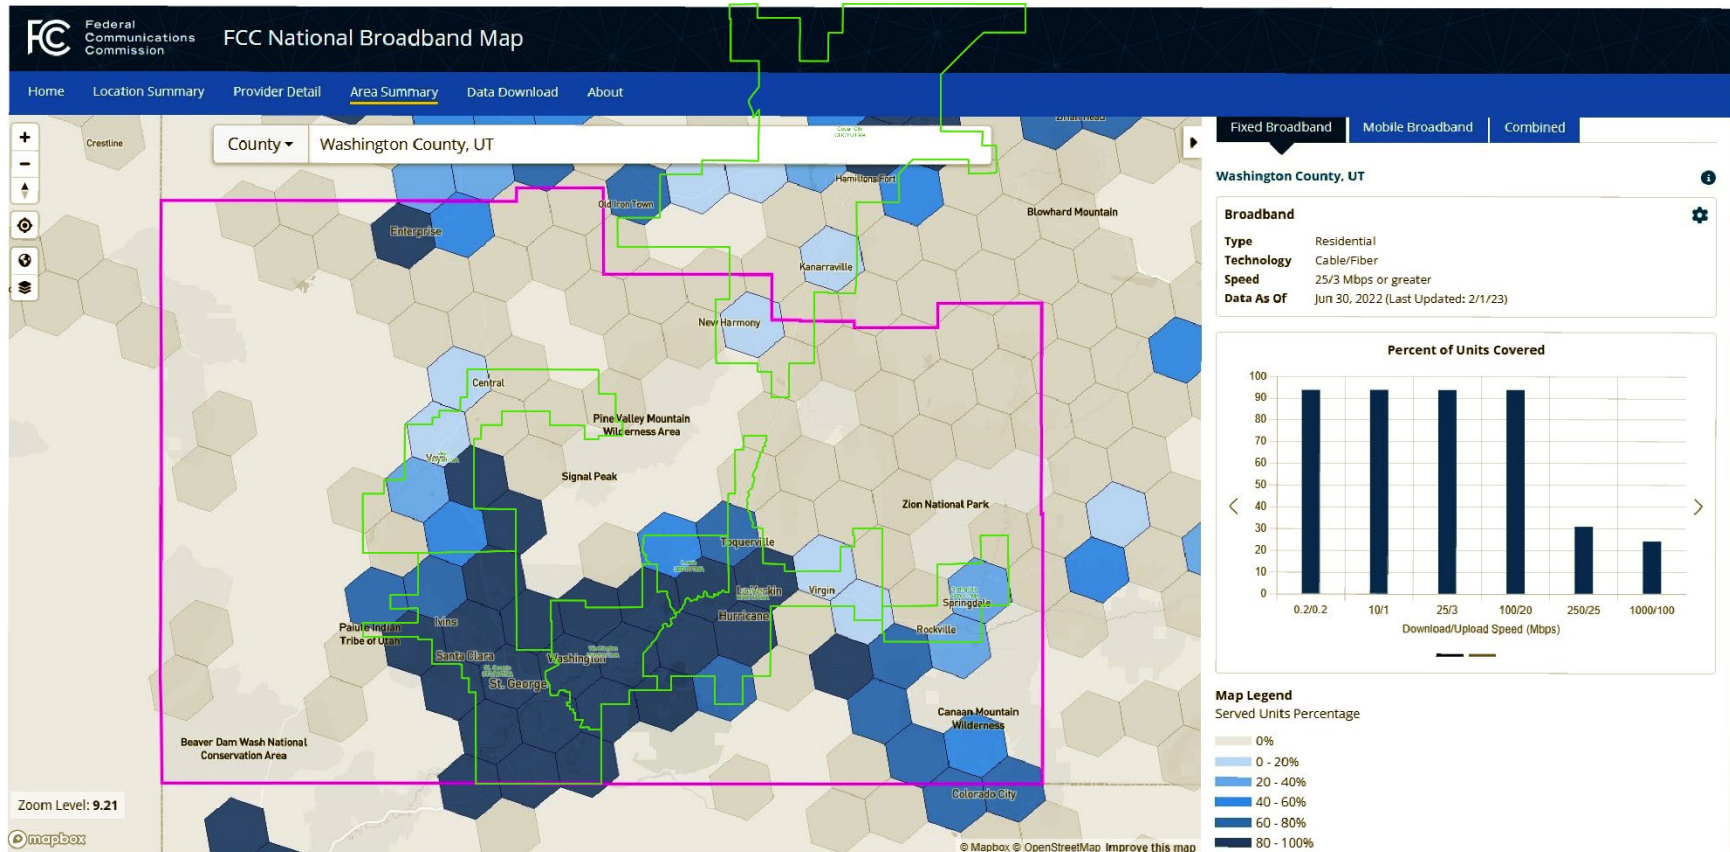 Federal
Communications
Commission
FCC National Broadband Map
Home
Location Summary
Provider Detail
Area Summary
Data Download
About
County
Washington County, UT
Crestline
Brian Head
Hamiltons Fort
Old Iron Town
Blowhard Mountain
Enterprise
Kanarraville
New Harmony
Central
Pine Valley Mountain
Wilderness Area
Veyo
Signal Peak
Zion National Park
Toquerville
LaVerkin
Virgin
Springdale
Hurricane
Rockville
Ivins
Paiute Indian
Tribe of Utah
Santa Clara
Washington
St. George
Canaan Mountain
Wilderness
Beaver Dam Wash National
Conservation Area
Colorado City
Zoom Level: 9.21
mapbox
© Mapbox © OpenStreetMap Improve this map
Fixed Broadband
Mobile Broadband
Combined
Washington County, UT
Broadband
Type Residential
Technology Cable/Fiber
Speed 25/3 Mbps or greater
Data As Of Jun 30, 2022 (Last Updated: 2/1/23)
Percent of Units Covered
100
90
80
70
60
50
40
30
20
10
0
0.2/0.2 10/1 25/3 100/20 250/25 1000/100
Download/Upload Speed (Mbps)
Map Legend
Served Units Percentage
0%
0 - 20%
20 - 40%
40 - 60%
60 - 80%
80 - 100%